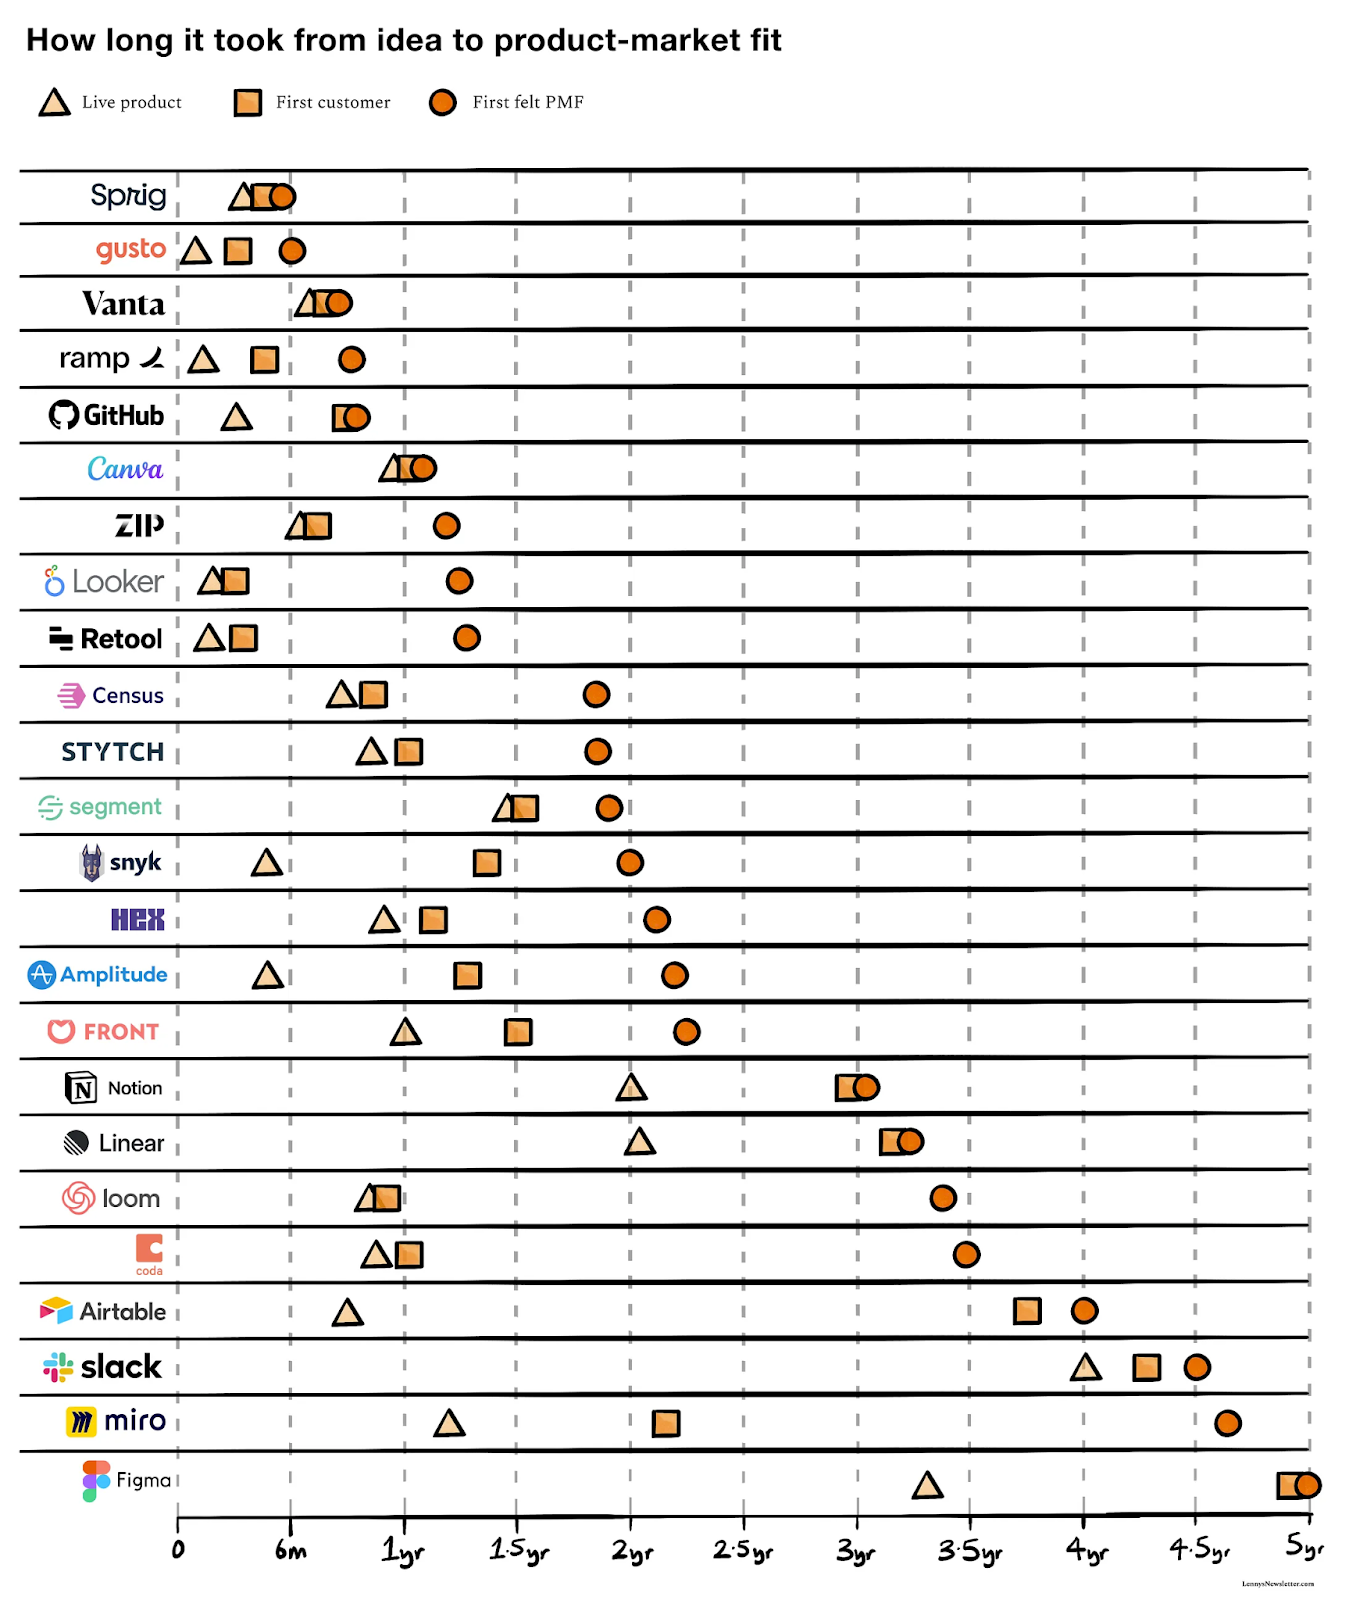 How long it took from idea to product-market fit
Live product First customer First felt PMF
Sprig
gusto
Vanta
ramp
GitHub
Canva
ZIP
Looker
Retool
Census
STYTCH
segment
snyk
HEX
Amplitude
FRONT
Notion
Linear
loom
coda
Airtable
slack
miro
Figma
0 6m 1yr 1.5yr 2yr 2.5yr 3yr 3.5yr 4yr 4.5yr 5yr
LennysNewsletter.com